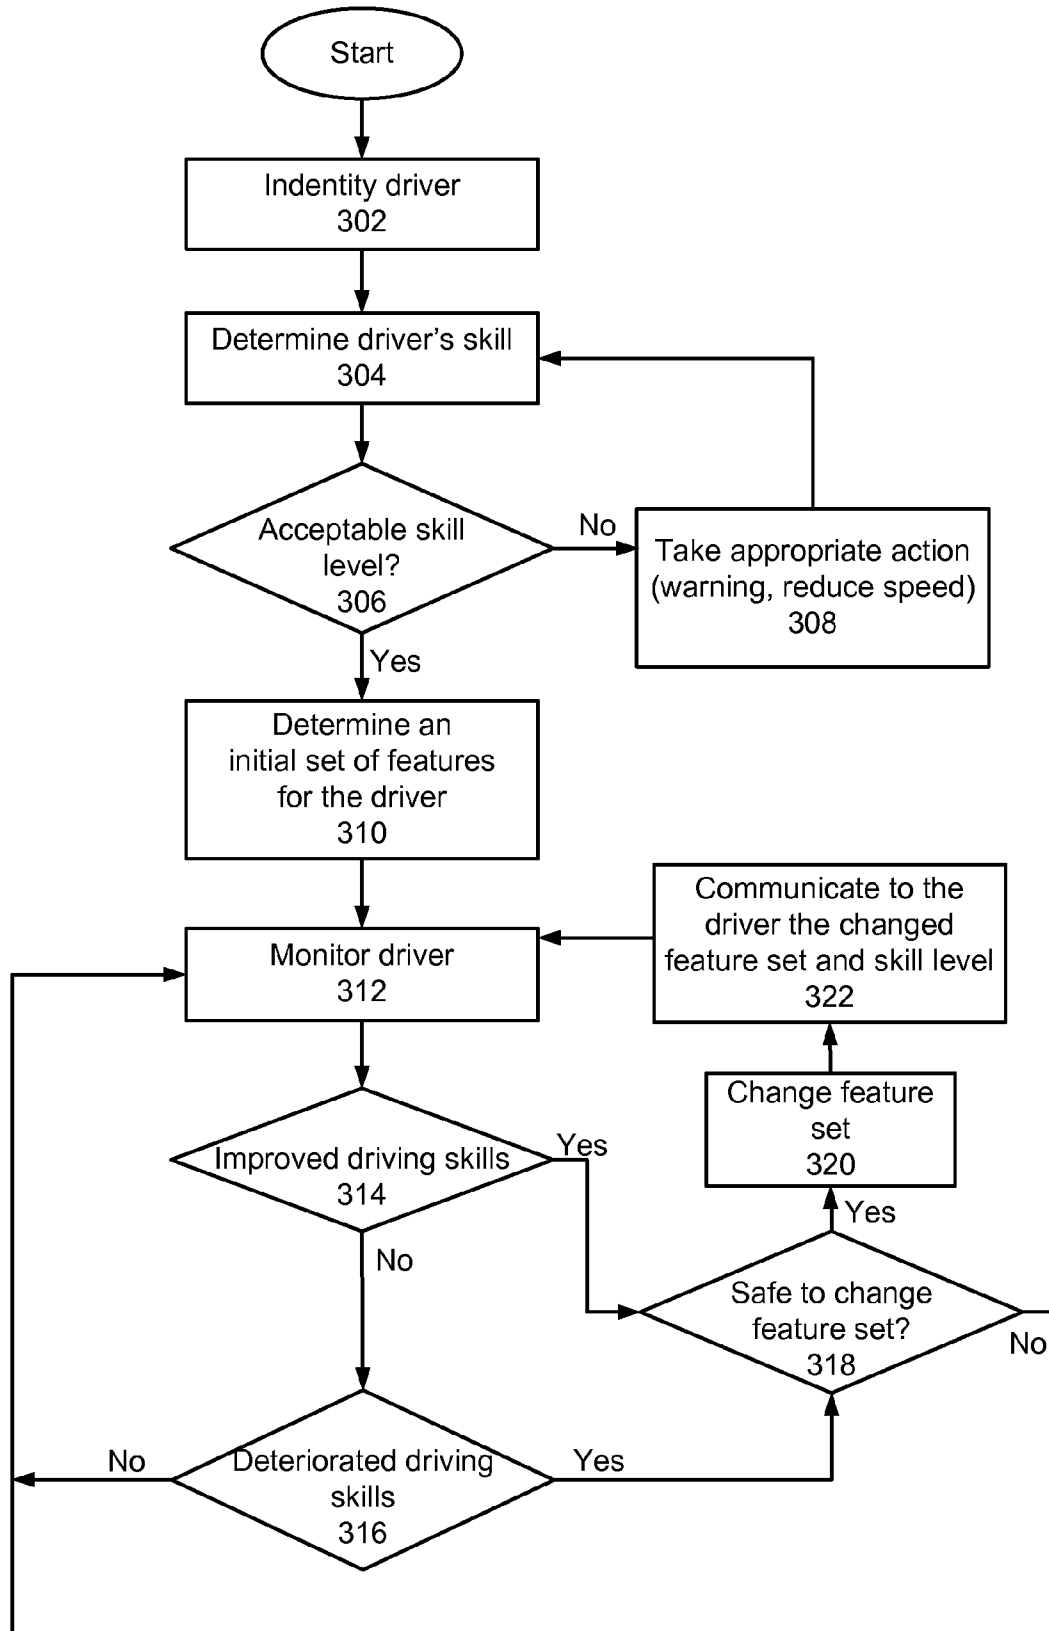 Start
Indentity driver
302
Determine driver's skill
304
Acceptable skill
level?
306
No
Take appropriate action
(warning, reduce speed)
308
Yes
Determine an
initial set of features
for the driver
310
Communicate to the
driver the changed
feature set and skill level
322
Monitor driver
312
Change feature
set
320
Improved driving skills
314
Yes
Yes
No
Safe to change
feature set?
318
No
Deteriorated driving
skills
316
No
Yes